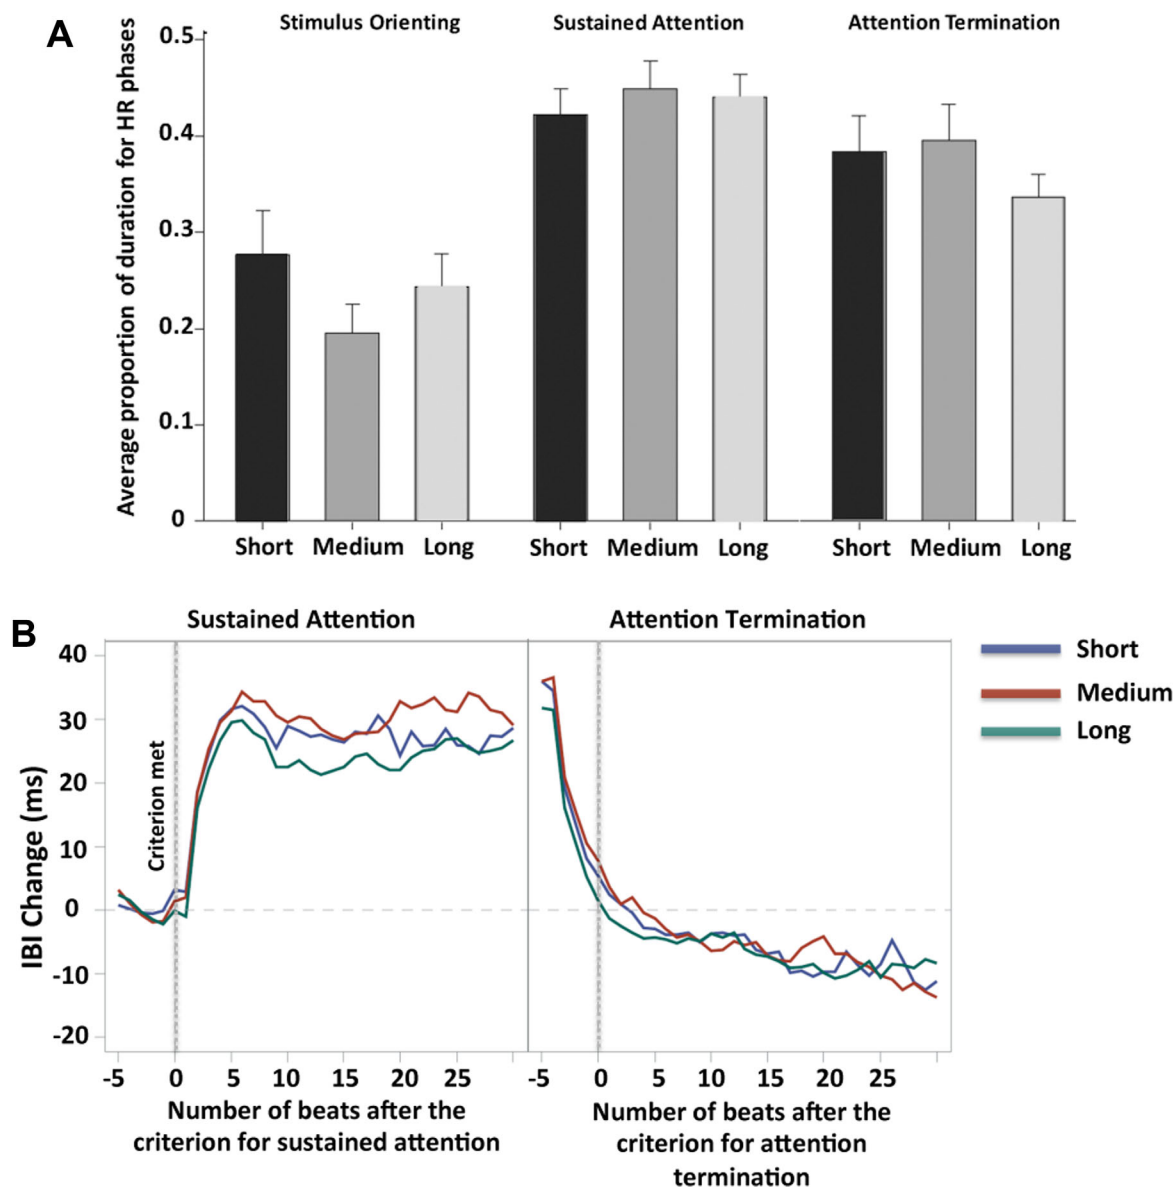 A
Stimulus Orienting
Sustained Attention
Attention Termination
Average proportion of duration for HR phases
0.5
0.4
0.3
0.2
0.1
0
Short Medium Long Short Medium Long Short Medium Long
B
Sustained Attention
Attention Termination
Short
Medium
Long
IBI Change (ms)
40
30
20
10
0
-10
-20
Criterion met
-5 0 5 10 15 20 25 -5 0 5 10 15 20 25
Number of beats after the
criterion for sustained attention
Number of beats after the
criterion for attention
termination